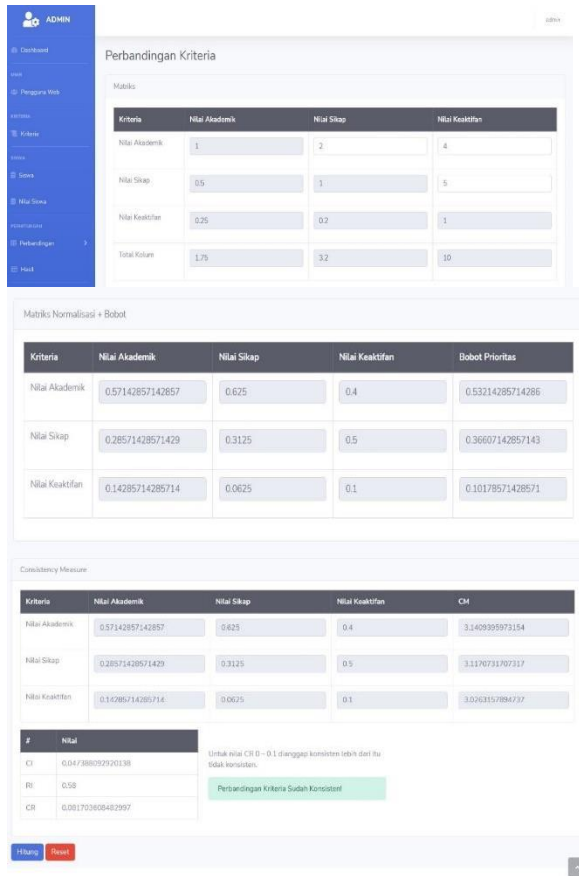 ADMIN
admin
Dashboard
USER
Pengguna Web
KRITERIA
Kriteria
SISWA
Siswa
Nilai Siswa
Perbandingan
Hasil
Perbandingan Kriteria
Matriks
Kriteria Nilai Akademik Nilai Sikap Nilai Keaktifan
Nilai Akademik 1 2 4
Nilai Sikap 0.5 1 5
Nilai Keaktifan 0.25 0.2 1
Total Kolum 1.75 3.2 10
Matriks Normalisasi + Bobot
Kriteria Nilai Akademik Nilai Sikap Nilai Keaktifan Bobot Prioritas
Nilai Akademik 0.57142857142857 0.625 0.4 0.53214285714286
Nilai Sikap 0.28571428571429 0.3125 0.5 0.36607142857143
Nilai Keaktifan 0.14285714285714 0.0625 0.1 0.10178571428571
Consistency Measure
Kriteria Nilai Akademik Nilai Sikap Nilai Keaktifan CM
Nilai Akademik 0.57142857142857 0.625 0.4 3.1409395973154
Nilai Sikap 0.28571428571429 0.3125 0.5 3.1170731707317
Nilai Keaktifan 0.14285714285714 0.0625 0.1 3.0263157894737
# Nilai
CI 0.047388092920138
RI 0.58
CR 0.081703608482997
Untuk nilai CR 0 - 0.1 dianggap konsisten lebih dari itu
tidak konsisten.
Perbandingan Kriteria Sudah Konsisten!
Hitung Reset